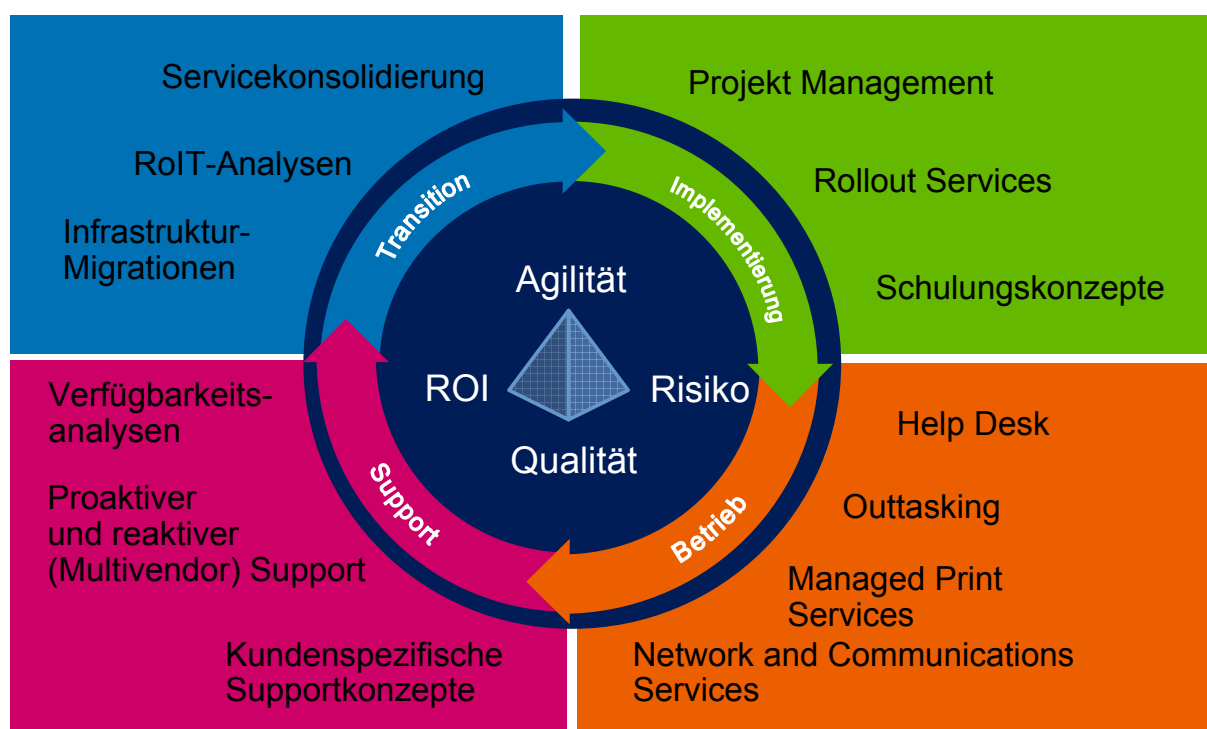 Servicekonsolidierung
RoIT-Analysen
Infrastruktur-
Migrationen
Transition
Projekt Management
Rollout Services
Schulungskonzepte
Implementierung
Agilität
ROI
Risiko
Qualität
Verfügbarkeits-
analysen
Proaktiver
und reaktiver
(Multivendor) Support
Kundenspezifische
Supportkonzepte
Support
Help Desk
Outtasking
Managed Print
Services
Network and Communications
Services
Betrieb